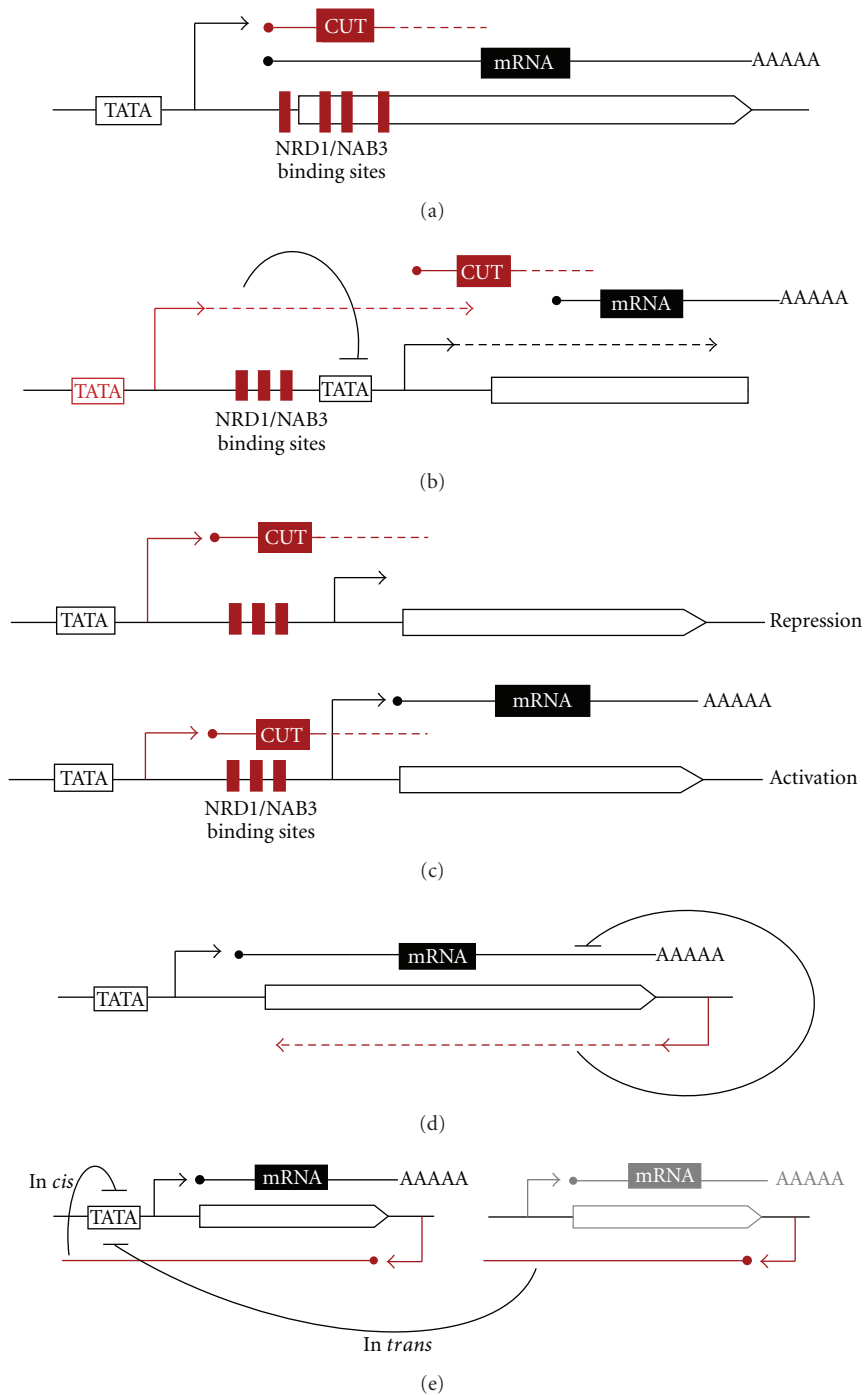 CUT
mRNA
AAAAA
TATA
NRD1/NAB3
binding sites
(a)
CUT
mRNA
AAAAA
TATA
TATA
NRD1/NAB3
binding sites
(b)
CUT
TATA
Repression
mRNA
AAAAA
CUT
TATA
Activation
NRD1/NAB3
binding sites
(c)
mRNA
AAAAA
TATA
(d)
In cis
mRNA
AAAAA
mRNA
AAAAA
TATA
In trans
(e)